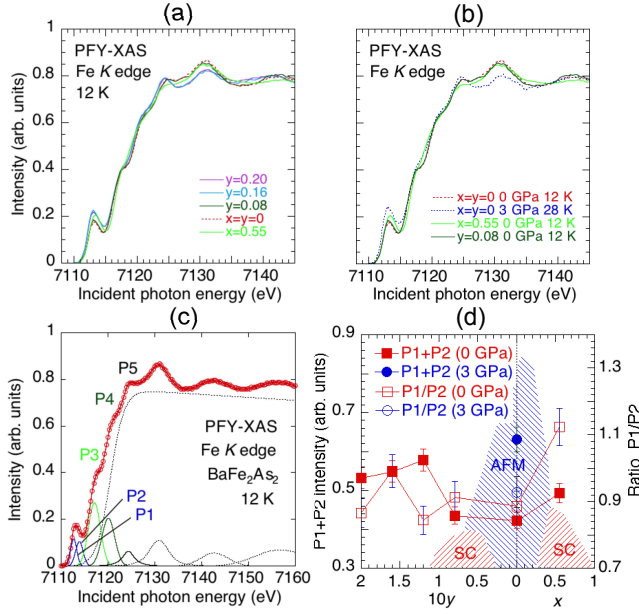 (a)
PFY-XAS
Fe K edge
12 K
y=0.20
y=0.16
y=0.08
x=y=0
x=0.55
1
0.8
0.6
0.4
0.2
0
Intensity (arb. units)
7110 7120 7130 7140
Incident photon energy (eV)
(b)
PFY-XAS
Fe K edge
x=y=0 0 GPa 12 K
x=y=0 3 GPa 28 K
x=0.55 0 GPa 12 K
y=0.08 0 GPa 12 K
1
0.8
0.6
0.4
0.2
0
Intensity (arb. units)
7110 7120 7130 7140
Incident photon energy (eV)
(c)
P5
P4
P3
P2
P1
PFY-XAS
Fe K edge
BaFe2As2
12 K
1
0.8
0.6
0.4
0.2
0
Intensity (arb. units)
7110 7120 7130 7140 7150 7160
Incident photon energy (eV)
(d)
P1+P2 (0 GPa)
P1+P2 (3 GPa)
P1/P2 (0 GPa)
P1/P2 (3 GPa)
AFM
SC
SC
0.9
0.7
0.6
0.4
0.3
P1+P2 intensity (arb. units)
1.3
1.1
1.0
0.9
0.8
0.7
Ratio P1/P2
2 1.5 1 0.5 0 0.5 1
10y x